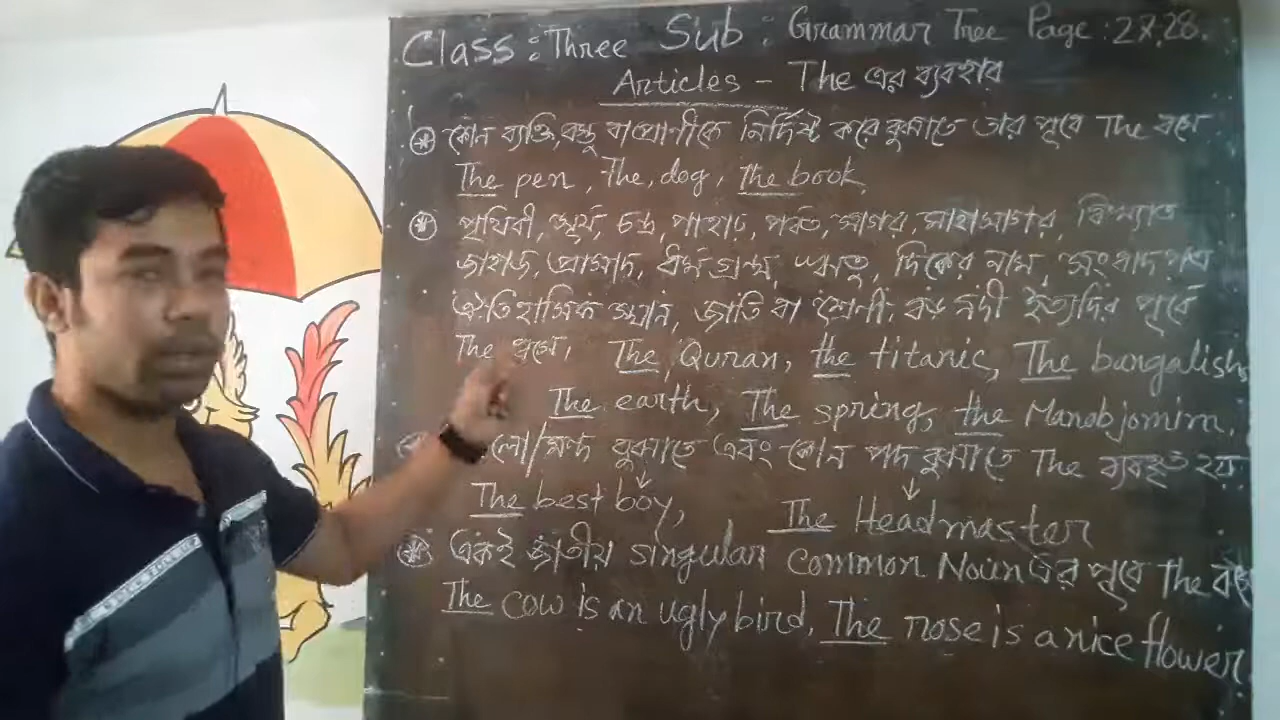 Class : Three Sub : Grammar Tree Page : 27,28.
Articles - The এর ব্যবহার
কোন ব্যক্তি, বস্তু বা প্রাণীকে নির্দিষ্ট করে বুঝাতে তার পূর্বে The বসে
The pen, The, dog, The book,
পৃথিবী, সূর্য, চন্দ্র, পাহাড়, পর্বত, সাগর, মাহাসাগর, বিখ্যাত
জাহাজ, প্রাসাদ, ধর্মগ্রন্থ, ঋতু, দিকের নাম, সংবাদপত্র
ঐতিহাসিক স্থান, জাতি বা শ্রেণী, বড় নদী ইত্যাদির পূর্বে
The বসে, The Quran, the titanic, The bangalish,
The earth, The spring, the Manobjomim,
/মন্দ বুঝাতে এবং কোন পদ বুঝাতে The ব্যবহৃত হয়
The best boy, The Headmaster
একই জাতীয় singular common Noun এর পূর্বে the বসে
The cow is an ugly bird, The rose is a nice flower.